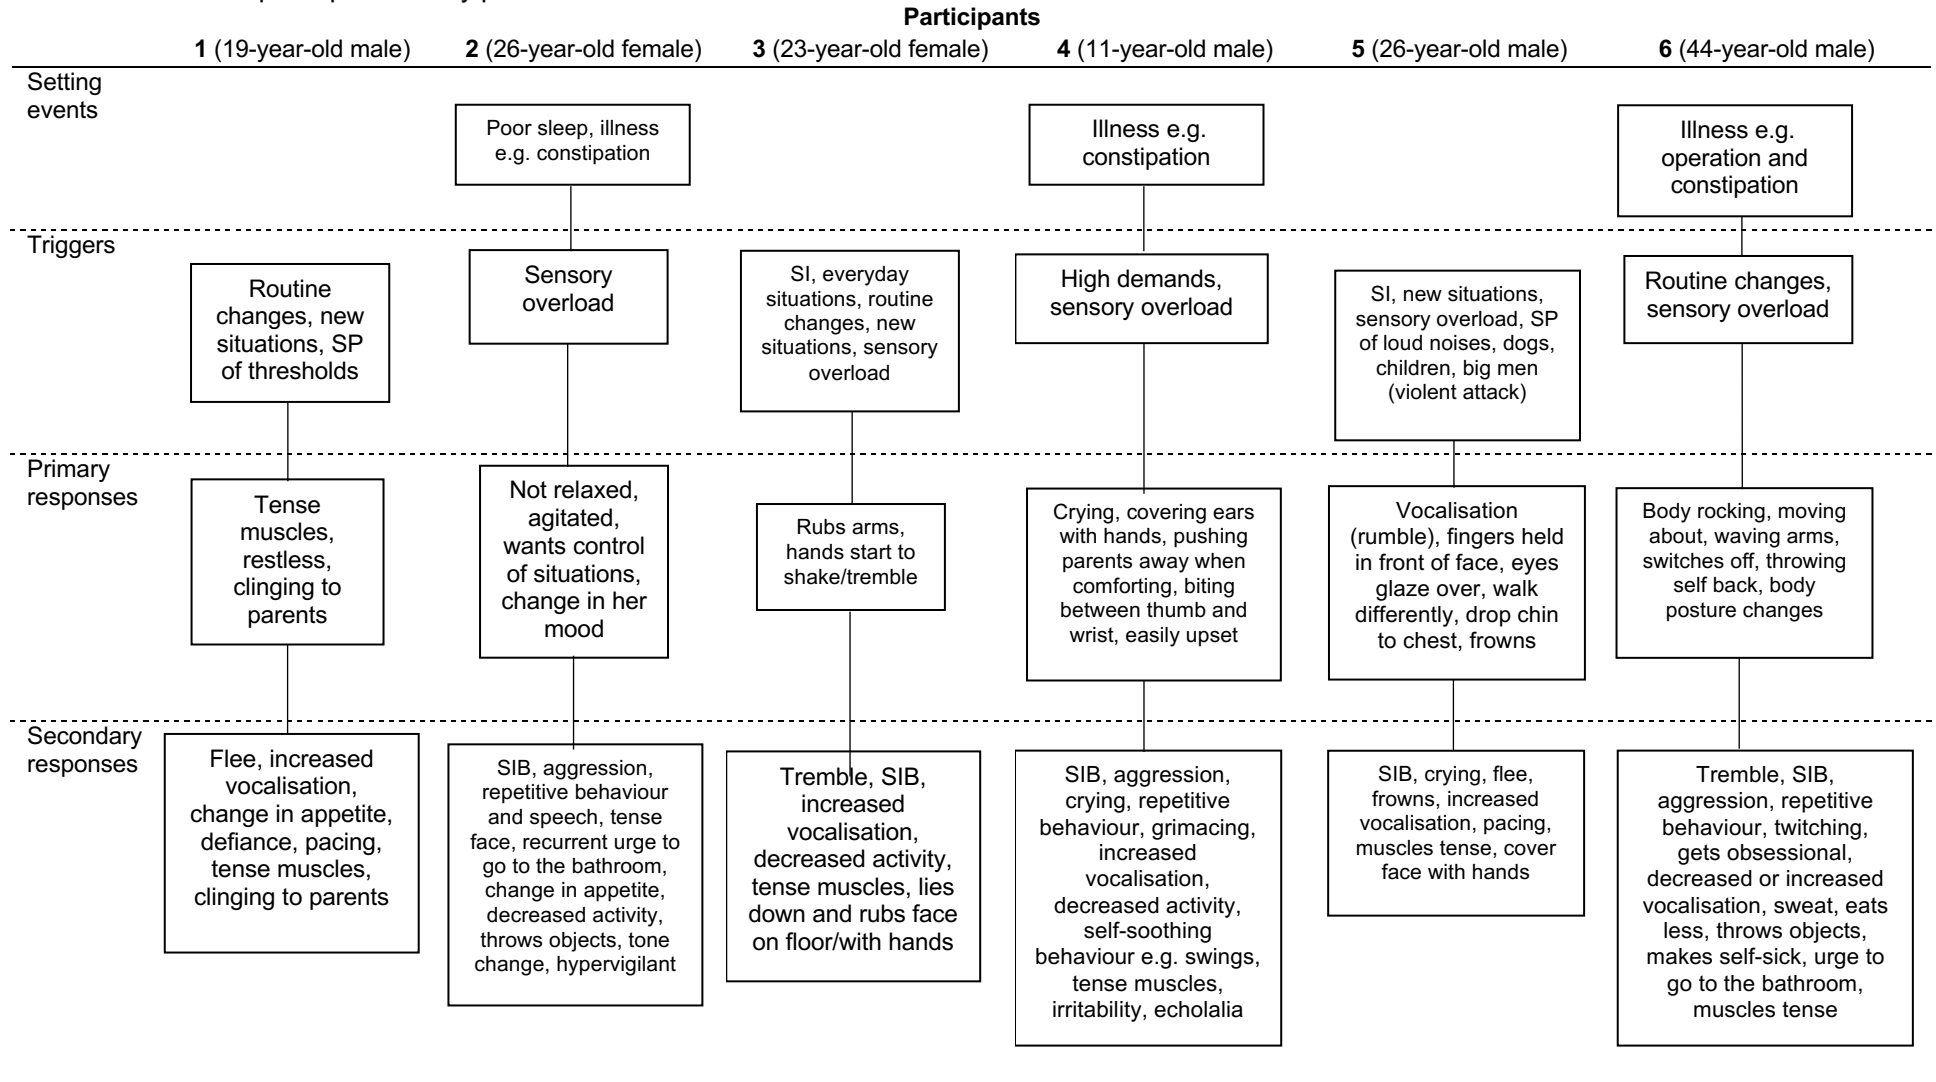 Participants
1 (19-year-old male)
2 (26-year-old female)
3 (23-year-old female)
4 (11-year-old male)
5 (26-year-old male)
6 (44-year-old male)
Setting
events
Poor sleep, illness
e.g. constipation
Illness e.g.
constipation
Illness e.g.
operation and
constipation
Triggers
Routine
changes, new
situations, SP
of thresholds
Sensory
overload
SI, everyday
situations, routine
changes, new
situations, sensory
overload
High demands,
sensory overload
SI, new situations,
sensory overload, SP
of loud noises, dogs,
children, big men
(violent attack)
Routine changes,
sensory overload
Primary
responses
Tense
muscles,
restless,
clinging to
parents
Not relaxed,
agitated,
wants control
of situations,
change in her
mood
Rubs arms,
hands start to
shake/tremble
Crying, covering ears
with hands, pushing
parents away when
comforting, biting
between thumb and
wrist, easily upset
Vocalisation
(rumble), fingers held
in front of face, eyes
glaze over, walk
differently, drop chin
to chest, frowns
Body rocking, moving
about, waving arms,
switches off, throwing
self back, body
posture changes
Secondary
responses
Flee, increased
vocalisation,
change in appetite,
defiance, pacing,
tense muscles,
clinging to parents
SIB, aggression,
repetitive behaviour
and speech, tense
face, recurrent urge to
go to the bathroom,
change in appetite,
decreased activity,
throws objects, tone
change, hypervigilant
Tremble, SIB,
increased
vocalisation,
decreased activity,
tense muscles, lies
down and rubs face
on floor/with hands
SIB, aggression,
crying, repetitive
behaviour, grimacing,
increased
vocalisation,
decreased activity,
self-soothing
behaviour e.g. swings,
tense muscles,
irritability, echolalia
SIB, crying, flee,
frowns, increased
vocalisation, pacing,
muscles tense, cover
face with hands
Tremble, SIB,
aggression, repetitive
behaviour, twitching,
gets obsessional,
decreased or increased
vocalisation, sweat, eats
less, throws objects,
makes self-sick, urge to
go to the bathroom,
muscles tense